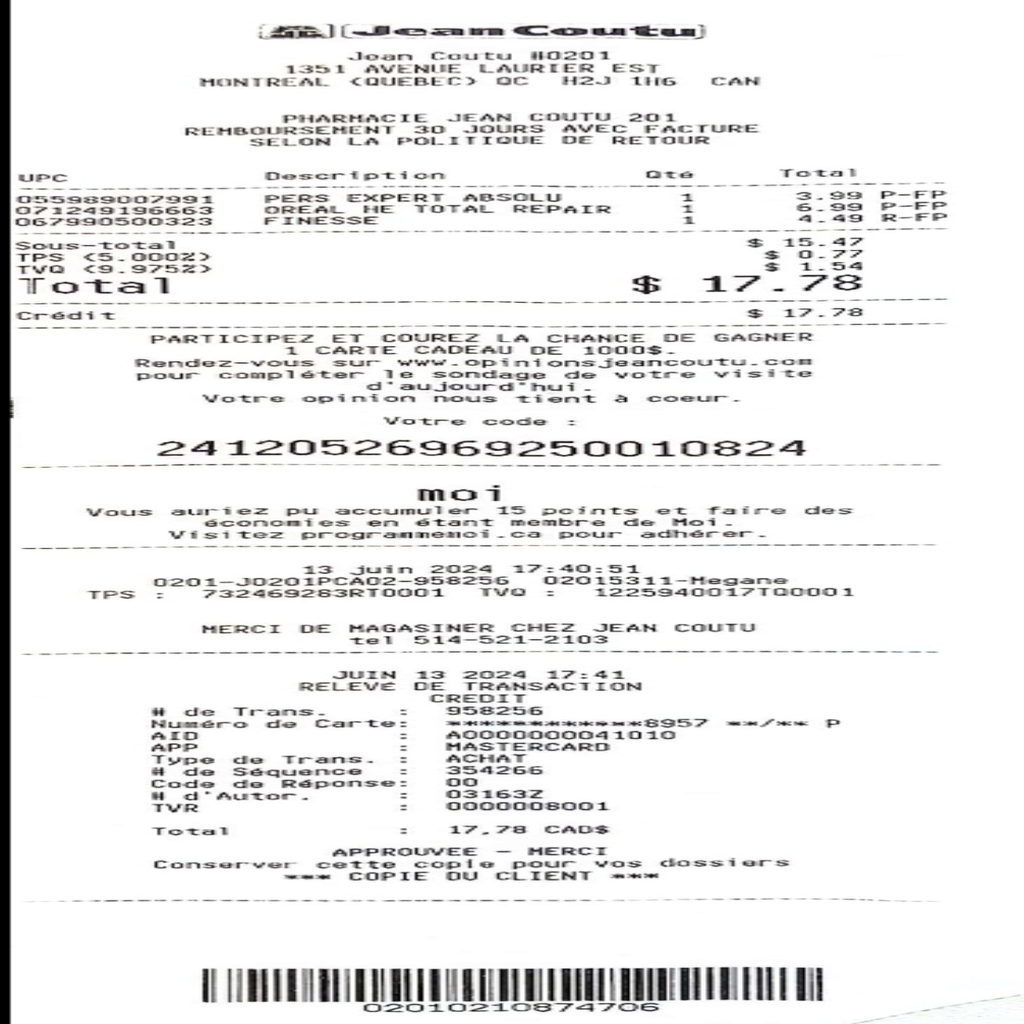 Jean Coutu
Jean Coutu #0201
1351 AVENUE LAURIER EST
MONTREAL (QUEBEC) QC H2J 1H6 CAN
PHARMACIE JEAN COUTU 201
REMBOURSEMENT 30 JOURS AVEC FACTURE
SELON LA POLITIQUE DE RETOUR
UPC Description Qté Total
055989007991 PERS EXPERT ABSOLU 1 3.99 P-FP
071249196663 OREAL HE TOTAL REPAIR 1 6.99 P-FP
067990500323 FINESSE 1 4.49 R-FP
Sous-total $ 15.47
TPS (5.000%) $ 0.77
TVQ (9.975%) $ 1.54
Total $ 17.78
Crédit $ 17.78
PARTICIPEZ ET COUREZ LA CHANCE DE GAGNER
1 CARTE CADEAU DE 1000$.
Rendez-vous sur www.opinionsjeancoutu.com
pour compléter le sondage de votre visite
d'aujourd'hui.
Votre opinion nous tient à coeur.
Votre code :
241205269692500 10824
moi
Vous auriez pu accumuler 15 points et faire des
économies en étant membre de Moi.
Visitez programmemoi.ca pour adhérer.
13 juin 2024 17:40:51
0201-J0201PCA02-958256 02015311-Megane
TPS : 732469283RT0001 TVQ : 1225940017TQ0001
MERCI DE MAGASINER CHEZ JEAN COUTU
tel 514-521-2103
JUIN 13 2024 17:41
RELEVE DE TRANSACTION
CREDIT
# de Trans. : 958256
Numéro de Carte: ************8957 **/** P
AID : A0000000041010
APP : MASTERCARD
Type de Trans. : ACHAT
# de Séquence : 354266
Code de Réponse: 00
# d'Autor. : 03163Z
TVR : 0000008001
Total : 17,78 CAD$
APPROUVEE - MERCI
Conserver cette copie pour vos dossiers
*** COPIE DU CLIENT ***
02010210874706